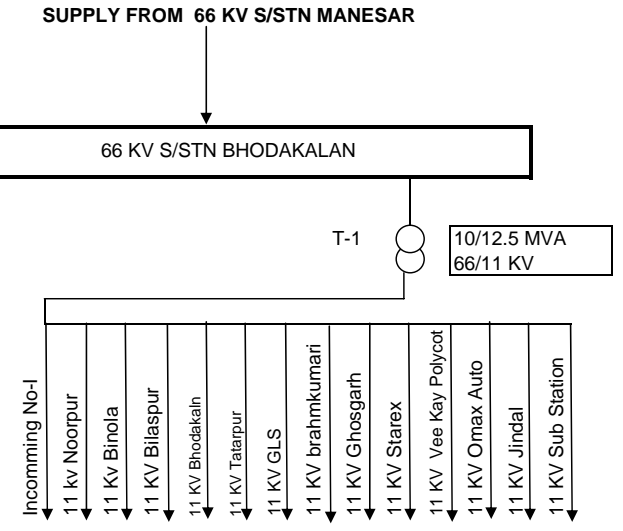 SUPPLY FROM 66 KV S/STN MANESAR
66 KV S/STN BHODAKALAN
T-1
10/12.5 MVA
66/11 KV
Incomming No-I
11 kv Noorpur
11 Kv Binola
11 KV Bilaspur
11 KV Bhodakaln
11 KV Tatarpur
11 KV GLS
11 KV brahmkumari
11 KV Ghosgarh
11 KV Starex
11 KV Vee Kay Polycot
11 KV Omax Auto
11 KV Jindal
11 KV Sub Station